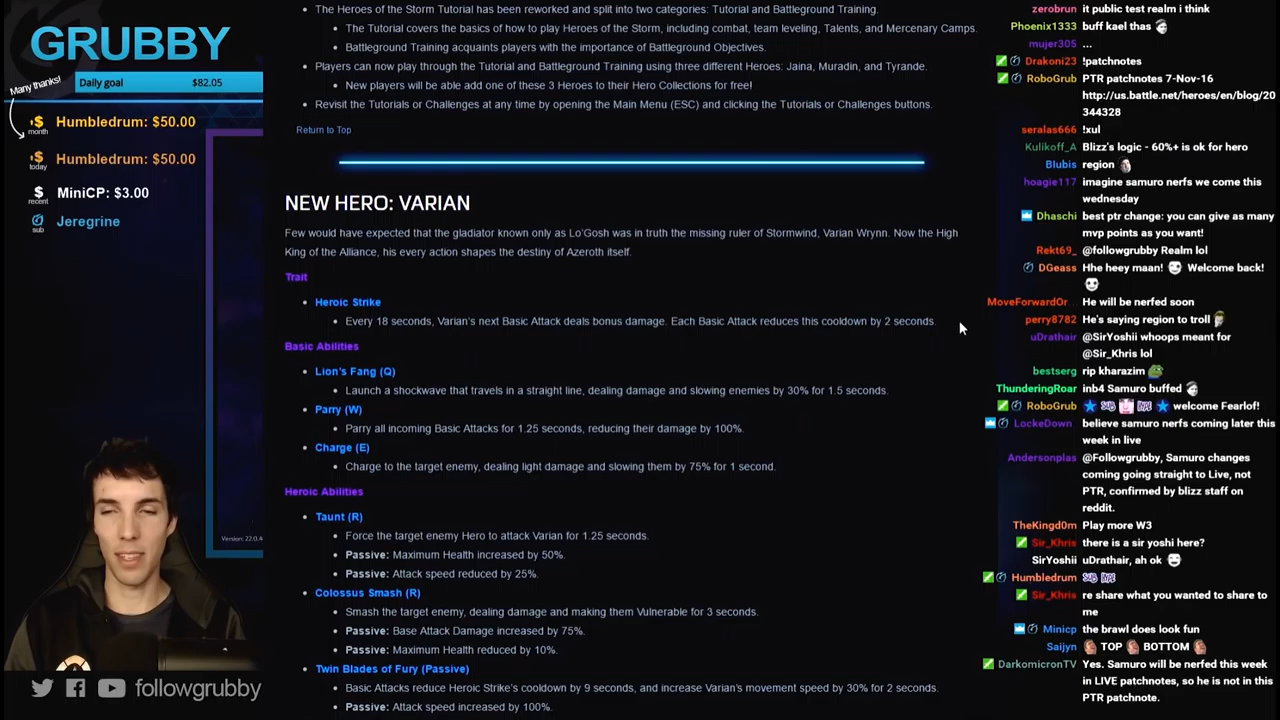 GRUBBY
Many thanks!
Daily goal $82.05
$ month Humbledrum: $50.00
$ today Humbledrum: $50.00
$ recent MiniCP: $3.00
sub Jeregrine
Version: 22.0.4
followgrubby
• The Heroes of the Storm Tutorial has been reworked and split into two categories: Tutorial and Battleground Training.
• The Tutorial covers the basics of how to play Heroes of the Storm, including combat, team leveling, Talents, and Mercenary Camps.
• Battleground Training acquaints players with the importance of Battleground Objectives.
• Players can now play through the Tutorial and Battleground Training using three different Heroes: Jaina, Muradin, and Tyrande.
• New players will be able add one of these 3 Heroes to their Hero Collections for free!
• Revisit the Tutorials or Challenges at any time by opening the Main Menu (ESC) and clicking the Tutorials or Challenges buttons.
Return to Top
NEW HERO: VARIAN
Few would have expected that the gladiator known only as Lo'Gosh was in truth the missing ruler of Stormwind, Varian Wrynn. Now the High
King of the Alliance, his every action shapes the destiny of Azeroth itself.
Trait
• Heroic Strike
• Every 18 seconds, Varian's next Basic Attack deals bonus damage. Each Basic Attack reduces this cooldown by 2 seconds.
Basic Abilities
• Lion's Fang (Q)
• Launch a shockwave that travels in a straight line, dealing damage and slowing enemies by 30% for 1.5 seconds.
• Parry (W)
• Parry all incoming Basic Attacks for 1.25 seconds, reducing their damage by 100%.
• Charge (E)
• Charge to the target enemy, dealing light damage and slowing them by 75% for 1 second.
Heroic Abilities
• Taunt (R)
• Force the target enemy Hero to attack Varian for 1.25 seconds.
• Passive: Maximum Health increased by 50%.
• Passive: Attack speed reduced by 25%.
• Colossus Smash (R)
• Smash the target enemy, dealing damage and making them Vulnerable for 3 seconds.
• Passive: Base Attack Damage increased by 75%.
• Passive: Maximum Health reduced by 10%.
• Twin Blades of Fury (Passive)
• Basic Attacks reduce Heroic Strike's cooldown by 9 seconds, and increase Varian's movement speed by 30% for 2 seconds.
• Passive: Attack speed increased by 100%.
zerobrun it public test realm i think
Phoenix1333 buff kael thas
mujer305 ...
Drakoni23 !patchnotes
RoboGrub PTR patchnotes 7-Nov-16
http://us.battle.net/heroes/en/blog/20
344328
seralas666 !xul
Kulikoff_A Blizz's logic - 60%+ is ok for hero
Blubis region
hoagie117 imagine samuro nerfs we come this
wednesday
Dhaschi best ptr change: you can give as many
mvp points as you want!
Rekt69_ @followgrubby Realm lol
DGeass Hhe heey maan! Welcome back!
MoveForwardOr He will be nerfed soon
perry8782 He's saying region to troll
uDrathair @SirYoshii whoops meant for
@Sir_Khris lol
bestserg rip kharazim
ThunderingRoar inb4 Samuro buffed
RoboGrub SUB HYPE welcome Fearlof!
LockeDown believe samuro nerfs coming later this
week in live
Andersonplas @Followgrubby, Samuro changes
coming going straight to Live, not
PTR, confirmed by blizz staff on
reddit.
TheKingd0m Play more W3
Sir_Khris there is a sir yoshi here?
SirYoshii uDrathair, ah ok
Humbledrum SUB HYPE
Sir_Khris re share what you wanted to share to
me
Minicp the brawl does look fun
Saijyn TOP BOTTOM
DarkomicronTV Yes. Samuro will be nerfed this week
in LIVE patchnotes, so he is not in this
PTR patchnote.